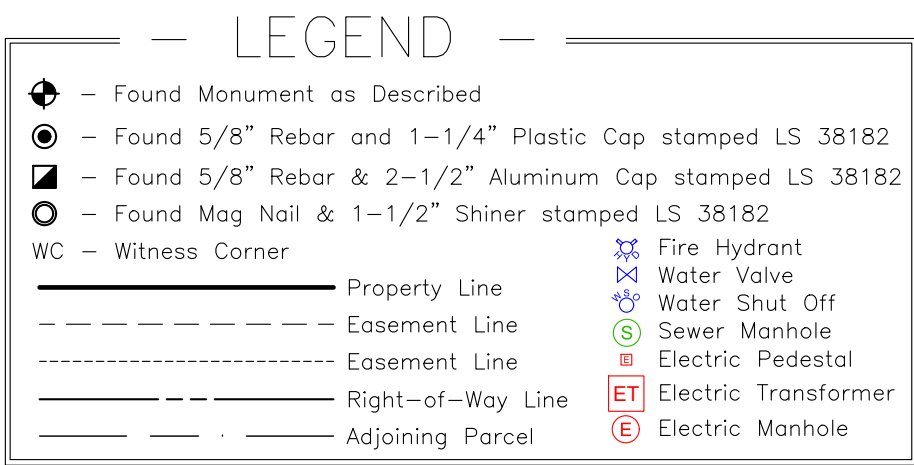 — LEGEND —
– Found Monument as Described
– Found 5/8" Rebar and 1–1/4" Plastic Cap stamped LS 38182
– Found 5/8" Rebar & 2–1/2" Aluminum Cap stamped LS 38182
– Found Mag Nail & 1–1/2" Shiner stamped LS 38182
WC – Witness Corner
Property Line
Easement Line
Easement Line
Right–of–Way Line
Adjoining Parcel
HYD Fire Hydrant
Water Valve
WSO Water Shut Off
S Sewer Manhole
E Electric Pedestal
ET Electric Transformer
E Electric Manhole